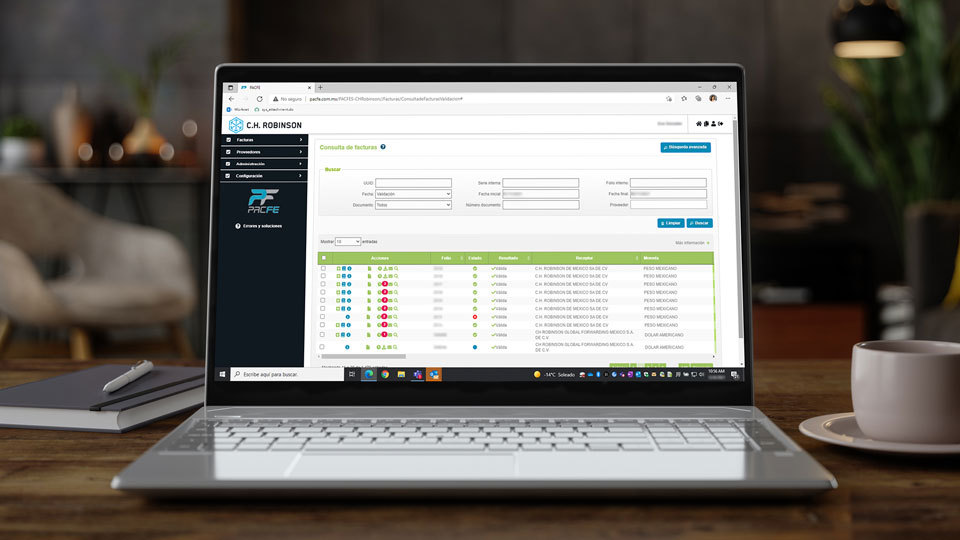 PACFE
No seguro
pacfe.com.mx/PACFES-CHRobinson/
C.H. ROBINSON
Facturas
Proveedores
Administración
Configuración
PACFE
Errores y soluciones
Consulta de facturas
Búsqueda avanzada
Buscar
UUID:
Serie interna:
Folio interno:
Fecha:
Validación
Fecha inicial:
Fecha final:
Documento:
Todos
Número documento:
Proveedor:
Limpiar
Buscar
Mostrar 10 entradas
Más información
Acciones Folio Estado Resultado Receptor Moneda
Válida C.H. ROBINSON DE MEXICO SA DE CV PESO MEXICANO
Válida C.H. ROBINSON DE MEXICO SA DE CV PESO MEXICANO
Válida C.H. ROBINSON DE MEXICO SA DE CV PESO MEXICANO
Válida C.H. ROBINSON DE MEXICO SA DE CV PESO MEXICANO
Válida C.H. ROBINSON DE MEXICO SA DE CV PESO MEXICANO
Válida C.H. ROBINSON DE MEXICO SA DE CV PESO MEXICANO
Válida C.H. ROBINSON DE MEXICO SA DE CV PESO MEXICANO
Válida C.H. ROBINSON DE MEXICO SA DE CV PESO MEXICANO
Válida CH ROBINSON GLOBAL FORWARDING MEXICO S.A. DOLAR AMERICANO
DE C.V.
Válida CH ROBINSON GLOBAL FORWARDING MEXICO S.A. DOLAR AMERICANO
DE C.V.
Escribe aquí para buscar.
-14°C Soleado
10:56 AM